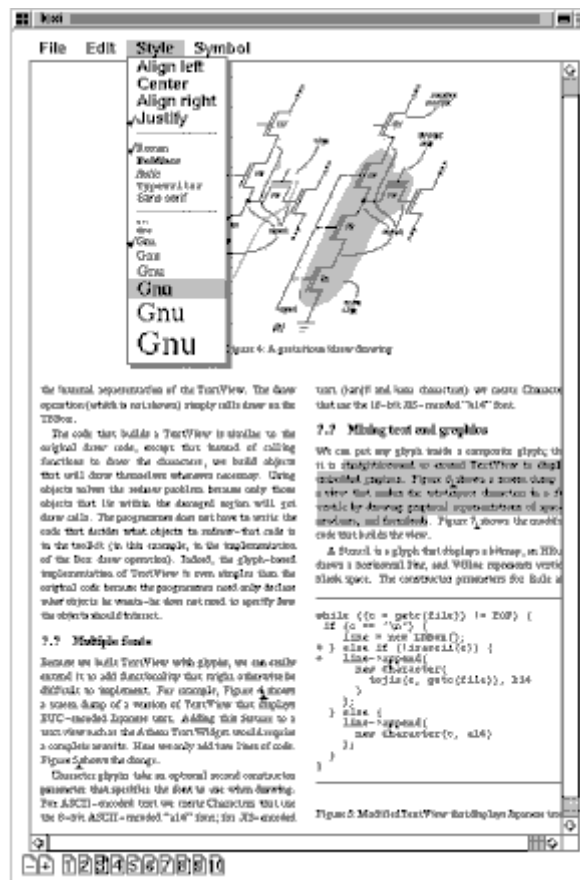 File Edit Style Symbol
Align left
Center
Align right
Justify
Roman
Boldface
Italic
Typewriter
Sans serif
Gnu
Gnu
Gnu
Gnu
Gnu
Gnu
drawing
the internal representation of the TextView. The draw
operation (which is not shown) simply calls draw on the
TBBox.
The code that builds a TextView is similar to the
original draw code, except that instead of calling
functions to draw the characters, we build objects
that will draw themselves whenever necessary. Using
objects solves the redraw problem because only those
objects that lie within the damaged region will get
draw calls. The programmer does not have to write the
code that decides what objects to redraw-that code is
in the toolkit (in this example, in the implementation
of the Box draw operation). Indeed, the glyph-based
implementation of TextView is even simpler than the
original code because the programmer need only declare
what objects he wants-he does not need to specify how
the objects should interact.
Multiple fonts
Because we build TextView with glyphs, we can easily
extend it to add functionality that might otherwise be
difficult to implement. For example, Figure 4 shows
a screen dump of a version of TextView that displays
EUC-encoded Japanese text. Adding this feature to a
text view such as the Athena Text Widget would require
a complete rewrite. Here we only add two lines of code.
Figure 5 shows the change.
Character glyphs take an optional second constructor
parameter that specifies the font to use when drawing.
For ASCII-encoded text we create Characters that use
the 8-bit ASCII-encoded "a14" font; for JIS-encoded
text (kanji and kana characters) we create Character
that use the 16-bit JIS-encoded "k14" font.
Mixing text and graphics
We can put any glyph inside a composite glyph; th
it is straightforward to extend TextView to displ
embedded graphics. Figure 6 shows a screen dump
a view that makes the whitespace characters in a f
visible by drawing graphical representations of spac
newlines, and formfeeds. Figure 7 shows the modifi
code that builds the view.
A Stencil is a glyph that displays a bitmap, an HRu
draws a horizontal line, and VGlue represents vertic
blank space. The constructor parameters for Rule a
while ((c = getc(file)) != EOF) {
if (c == '\n') {
line = new LRBox();
} else if (!isascii(c)) {
line->append(
new Character(
tojis(c, getc(file)), k14
)
);
} else {
line->append(
new Character(c, a14)
);
}
}
Figure 5: Modified TextView that displays Japanese tex
1 2 3 4 5 6 7 8 9 10